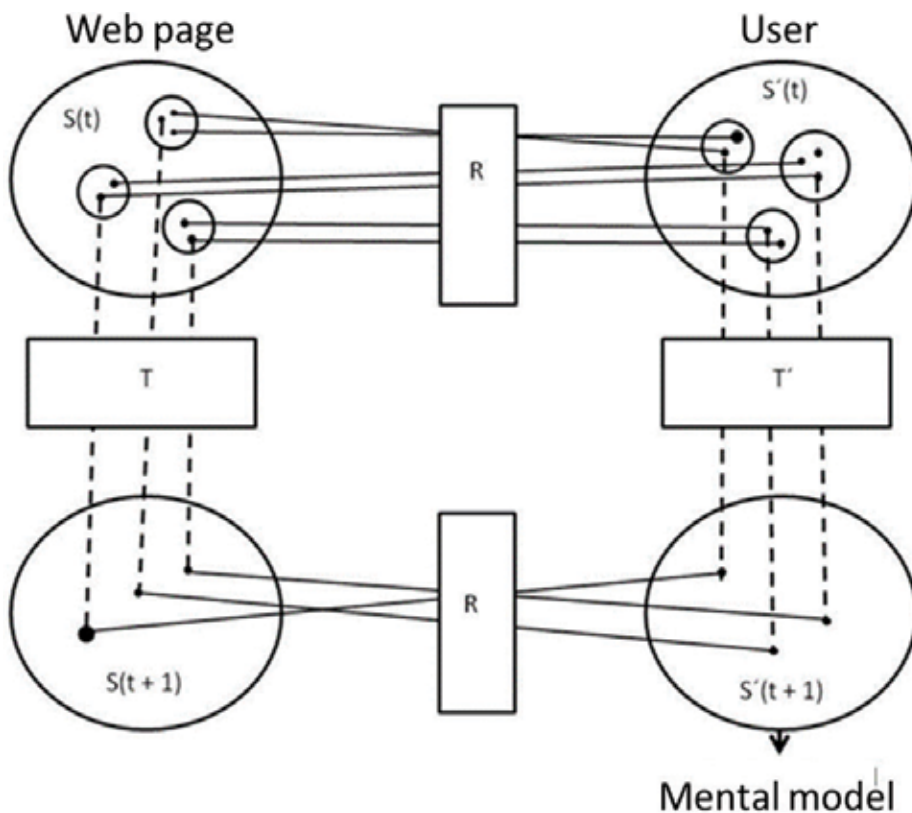 Web page
User
S(t)
S´(t)
R
T
T´
R
S(t + 1)
S´(t + 1)
Mental model